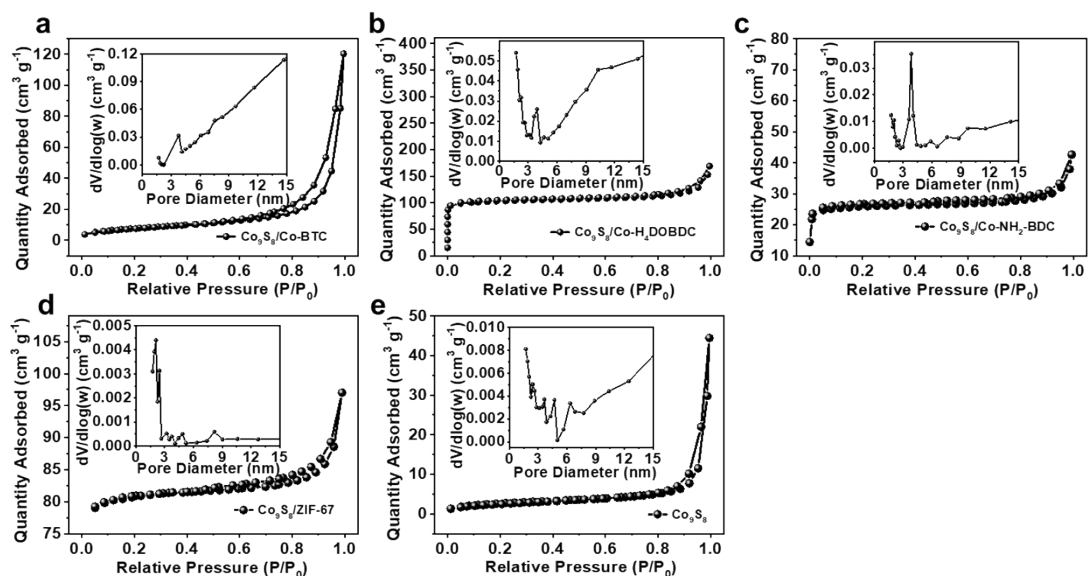 a
Quantity Adsorbed (cm³ g⁻¹)
120
100
80
60
40
20
0
0.0 0.2 0.4 0.6 0.8 1.0
Relative Pressure (P/P₀)
Co₉S₈/Co-BTC
dV/dlog(w) (cm³ g⁻¹)
0.12
0.09
0.06
0.03
0.00
0 3 6 9 12 15
Pore Diameter (nm)
b
Quantity Adsorbed (cm³ g⁻¹)
400
350
300
250
200
150
100
50
0
0.0 0.2 0.4 0.6 0.8 1.0
Relative Pressure (P/P₀)
Co₉S₈/Co-H₄DOBDC
dV/dlog(w) (cm³ g⁻¹)
0.05
0.04
0.03
0.02
0.01
0.00
0 3 6 9 12 15
Pore Diameter (nm)
c
Quantity Adsorbed (cm³ g⁻¹)
80
70
60
50
40
30
20
10
0.0 0.2 0.4 0.6 0.8 1.0
Relative Pressure (P/P₀)
Co₉S₈/Co-NH₂-BDC
dV/dlog(w) (cm³ g⁻¹)
0.03
0.02
0.01
0.00
0 3 6 9 12 15
Pore Diameter (nm)
d
Quantity Adsorbed (cm³ g⁻¹)
105
100
95
90
85
80
75
0.0 0.2 0.4 0.6 0.8 1.0
Relative Pressure (P/P₀)
Co₉S₈/ZIF-67
dV/dlog(w) (cm³ g⁻¹)
0.005
0.004
0.003
0.002
0.001
0.000
0 3 6 9 12 15
Pore Diameter (nm)
e
Quantity Adsorbed (cm³ g⁻¹)
50
40
30
20
10
0
0.0 0.2 0.4 0.6 0.8 1.0
Relative Pressure (P/P₀)
Co₉S₈
dV/dlog(w) (cm³ g⁻¹)
0.010
0.008
0.006
0.004
0.002
0.000
0 3 6 9 12 15
Pore Diameter (nm)